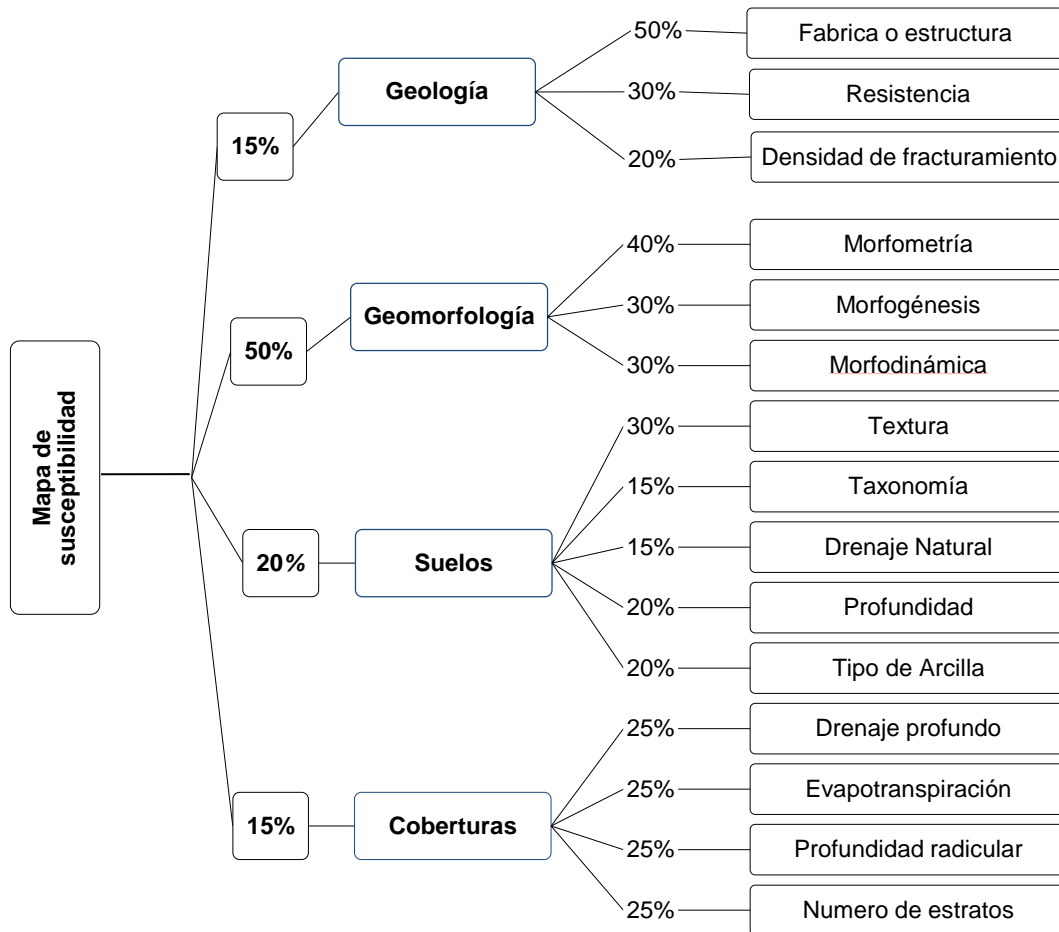 Mapa de
susceptibilidad
15%
Geología
50%
Fabrica o estructura
30%
Resistencia
20%
Densidad de fracturamiento
50%
Geomorfología
40%
Morfometría
30%
Morfogénesis
30%
Morfodinámica
20%
Suelos
30%
Textura
15%
Taxonomía
15%
Drenaje Natural
20%
Profundidad
20%
Tipo de Arcilla
15%
Coberturas
25%
Drenaje profundo
25%
Evapotranspiración
25%
Profundidad radicular
25%
Numero de estratos